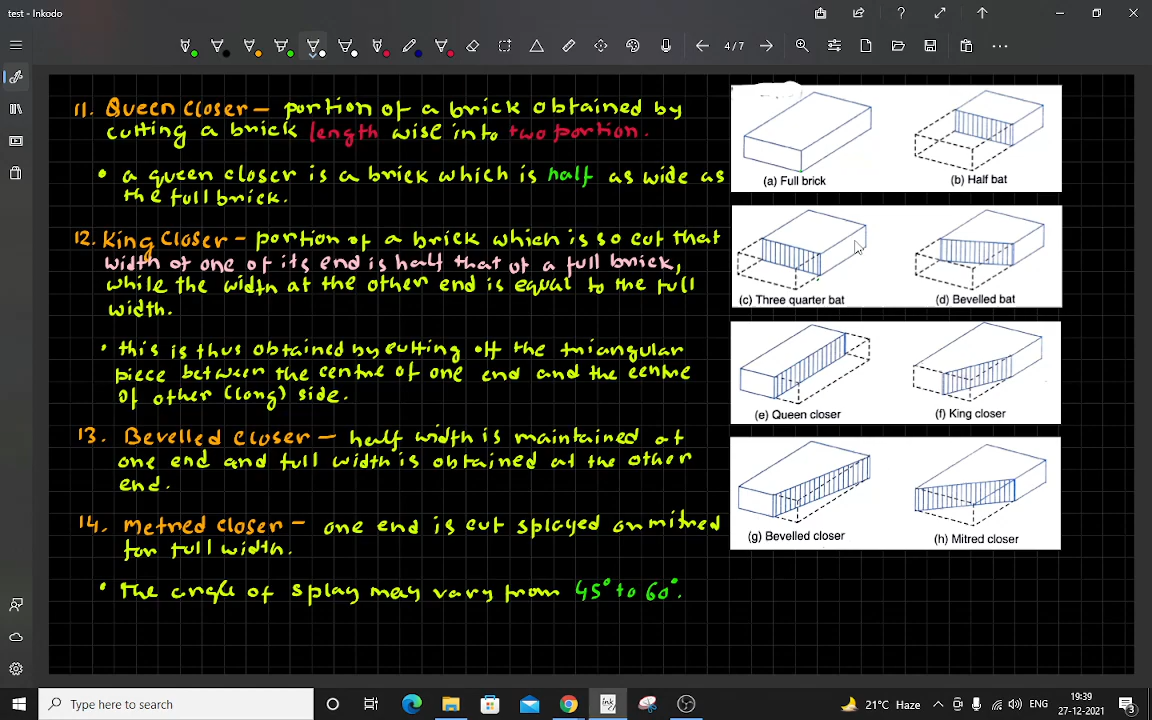 test - Inkodo
4/7
11. Queen Closer - portion of a brick obtained by
cutting a brick length wise into two portion.
• a queen closer is a brick which is half as wide as
the full brick.
12. King Closer - portion of a brick which is so cut that
width of one of its end is half that of a full brick,
while the width at the other end is equal to the full
width.
• this is thus obtained by cutting off the triangular
piece between the centre of one end and the centre
of other (long) side.
13. Bevelled Closer - half width is maintained at
one end and full width is obtained at the other
end.
14. Metred Closer - one end is cut splayed or mitred
for full width.
• The angle of splay may vary from 45° to 60°.
(a) Full brick
(b) Half bat
(c) Three quarter bat
(d) Bevelled bat
(e) Queen closer
(f) King closer
(g) Bevelled closer
(h) Mitred closer
Type here to search
21°C Haze
ENG
19:39
27-12-2021
3